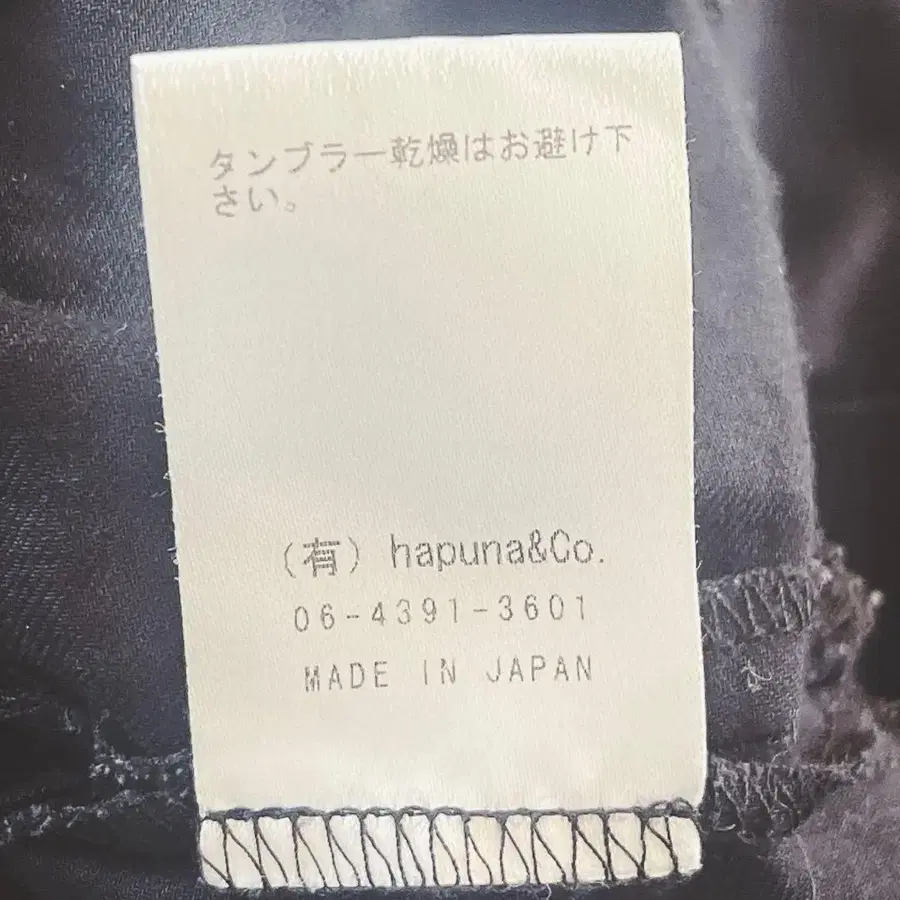 タンブラー乾燥はお避け下
さい。
(有) hapuna&Co.
06-4391-3601
MADE IN JAPAN